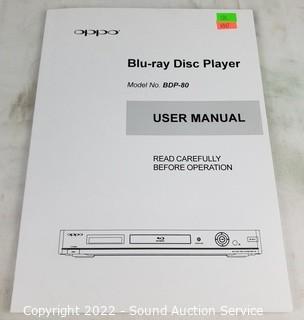 oppo
Blu-ray Disc Player
Model No. BDP-80
USER MANUAL
READ CAREFULLY
BEFORE OPERATION
oppo
Copyright 2022 - Sound Auction Service